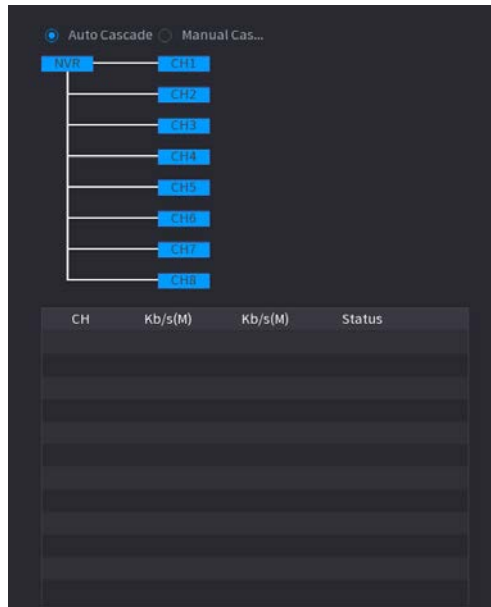 Auto Cascade Manual Cas...
NVR CH1
CH2
CH3
CH4
CH5
CH6
CH7
CH8
CH Kb/s(M) Kb/s(M) Status